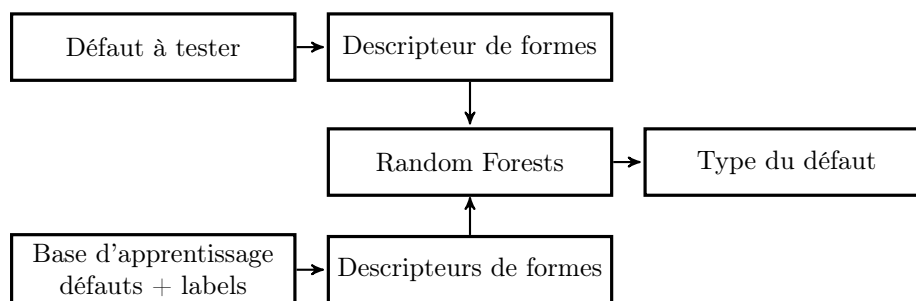 Défaut à tester
Descripteur de formes
Random Forests
Type du défaut
Base d'apprentissage
défauts + labels
Descripteurs de formes